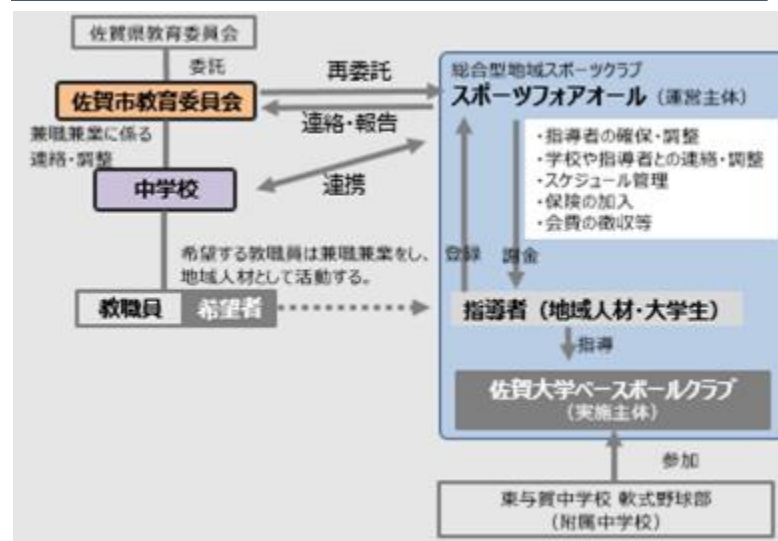 佐賀県教育委員会
委託
佐賀市教育委員会
再委託
連絡・報告
兼職兼業に係る
連絡・調整
中学校
連携
希望する教職員は兼職兼業をし、
地域人材として活動する。
教職員
希望者
総合型地域スポーツクラブ
スポーツフォアオール（運営主体）
・指導者の確保・調整
・学校や指導者との連絡・調整
・スケジュール管理
・保険の加入
・会費の徴収等
登録
謝金
指導者（地域人材・大学生）
指導
佐賀大学ベースボールクラブ
（実施主体）
参加
東与賀中学校 軟式野球部
（附属中学校）